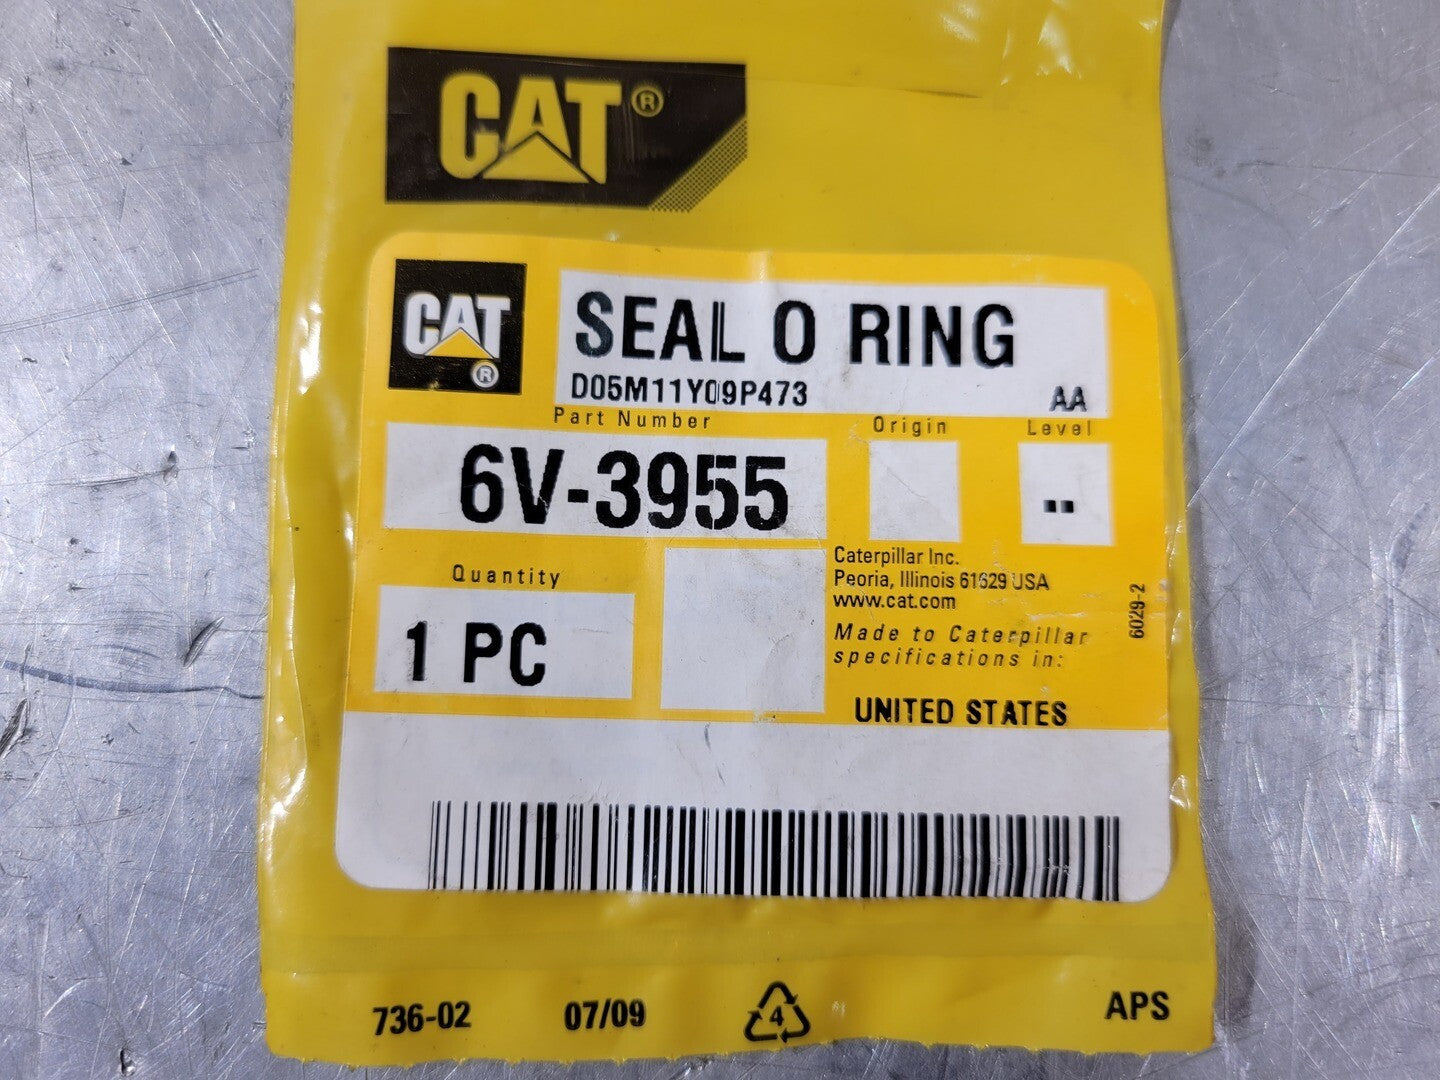 CAT®
CAT®
SEAL O RING
D05M11Y09P473 AA
Part Number Origin Level
6V-3955 --
Quantity
1 PC
Caterpillar Inc.
Peoria, Illinois 61629 USA
www.cat.com
Made to Caterpillar
specifications in:
UNITED STATES
6029-2
736-02 07/09 4 APS